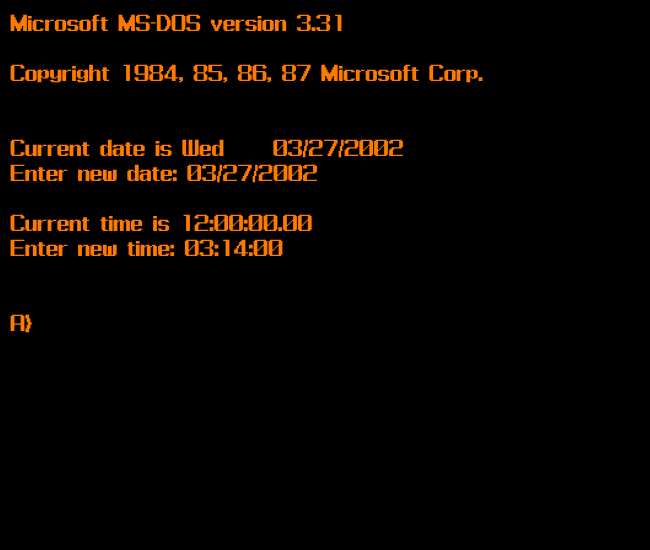 Microsoft MS-DOS version 3.31
Copyright 1984, 85, 86, 87 Microsoft Corp.
Current date is Wed 03/27/2002
Enter new date: 03/27/2002
Current time is 12:00:00.00
Enter new time: 03:14:00
A>